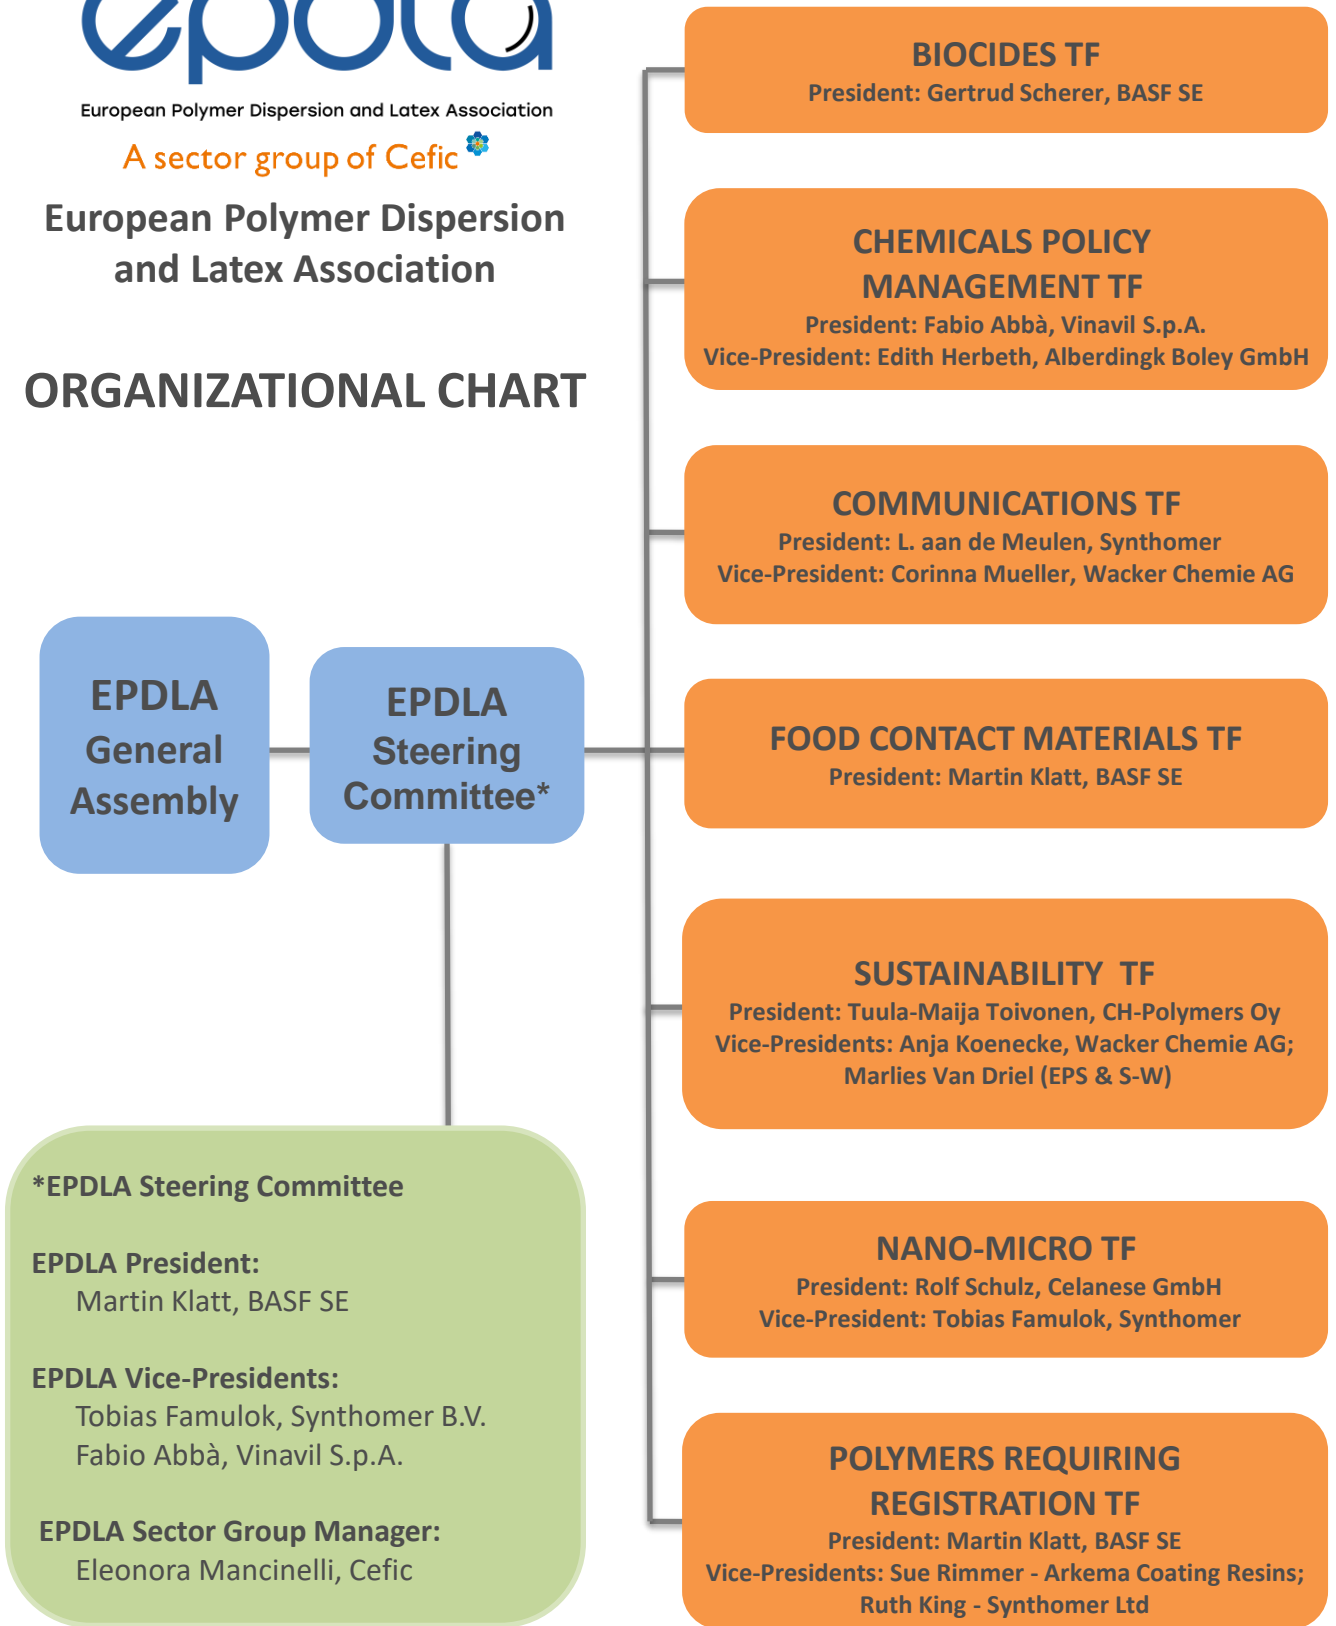 epdla
European Polymer Dispersion and Latex Association
A sector group of Cefic
European Polymer Dispersion
and Latex Association
ORGANIZATIONAL CHART
EPDLA
General
Assembly
EPDLA
Steering
Committee*
BIOCIDES TF
President: Gertrud Scherer, BASF SE
CHEMICALS POLICY
MANAGEMENT TF
President: Fabio Abbà, Vinavil S.p.A.
Vice-President: Edith Herbeth, Alberdingk Boley GmbH
COMMUNICATIONS TF
President: L. aan de Meulen, Synthomer
Vice-President: Corinna Mueller, Wacker Chemie AG
FOOD CONTACT MATERIALS TF
President: Martin Klatt, BASF SE
SUSTAINABILITY  TF
President: Tuula-Maija Toivonen, CH-Polymers Oy
Vice-Presidents: Anja Koenecke, Wacker Chemie AG;
Marlies Van Driel (EPS & S-W)
NANO-MICRO TF
President: Rolf Schulz, Celanese GmbH
Vice-President: Tobias Famulok, Synthomer
POLYMERS REQUIRING
REGISTRATION TF
President: Martin Klatt, BASF SE
Vice-Presidents: Sue Rimmer - Arkema Coating Resins;
Ruth King - Synthomer Ltd
*EPDLA Steering Committee
EPDLA President:
Martin Klatt, BASF SE
EPDLA Vice-Presidents:
Tobias Famulok, Synthomer B.V.
Fabio Abbà, Vinavil S.p.A.
EPDLA Sector Group Manager:
Eleonora Mancinelli, Cefic